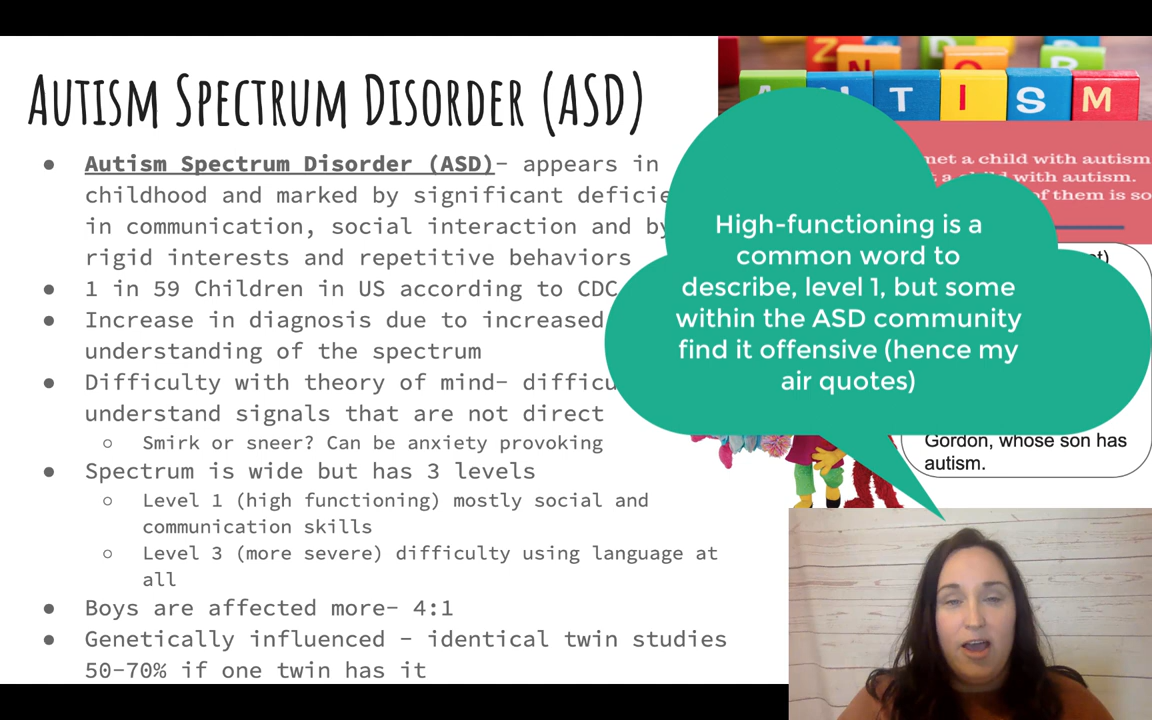 AUTISM SPECTRUM DISORDER (ASD)
● Autism Spectrum Disorder (ASD)- appears in
childhood and marked by significant
in communication, social interaction and by
rigid interests and repetitive behaviors
● 1 in 59 Children in US according to CDC
● Increase in diagnosis due to increased
understanding of the spectrum
● Difficulty with theory of mind-
understand signals that are not direct
○ Smirk or sneer? Can be anxiety provoking
● Spectrum is wide but has 3 levels
○ Level 1 (high functioning) mostly social and
communication skills
○ Level 3 (more severe) difficulty using language at
all
● Boys are affected more- 4:1
● Genetically influenced - identical twin studies
50-70% if one twin has it
AUTISM
met a child with autism
a child with autism.
of them is so
High-functioning is a
common word to
describe, level 1, but some
within the ASD community
find it offensive (hence my
air quotes)
Gordon, whose son has
autism.